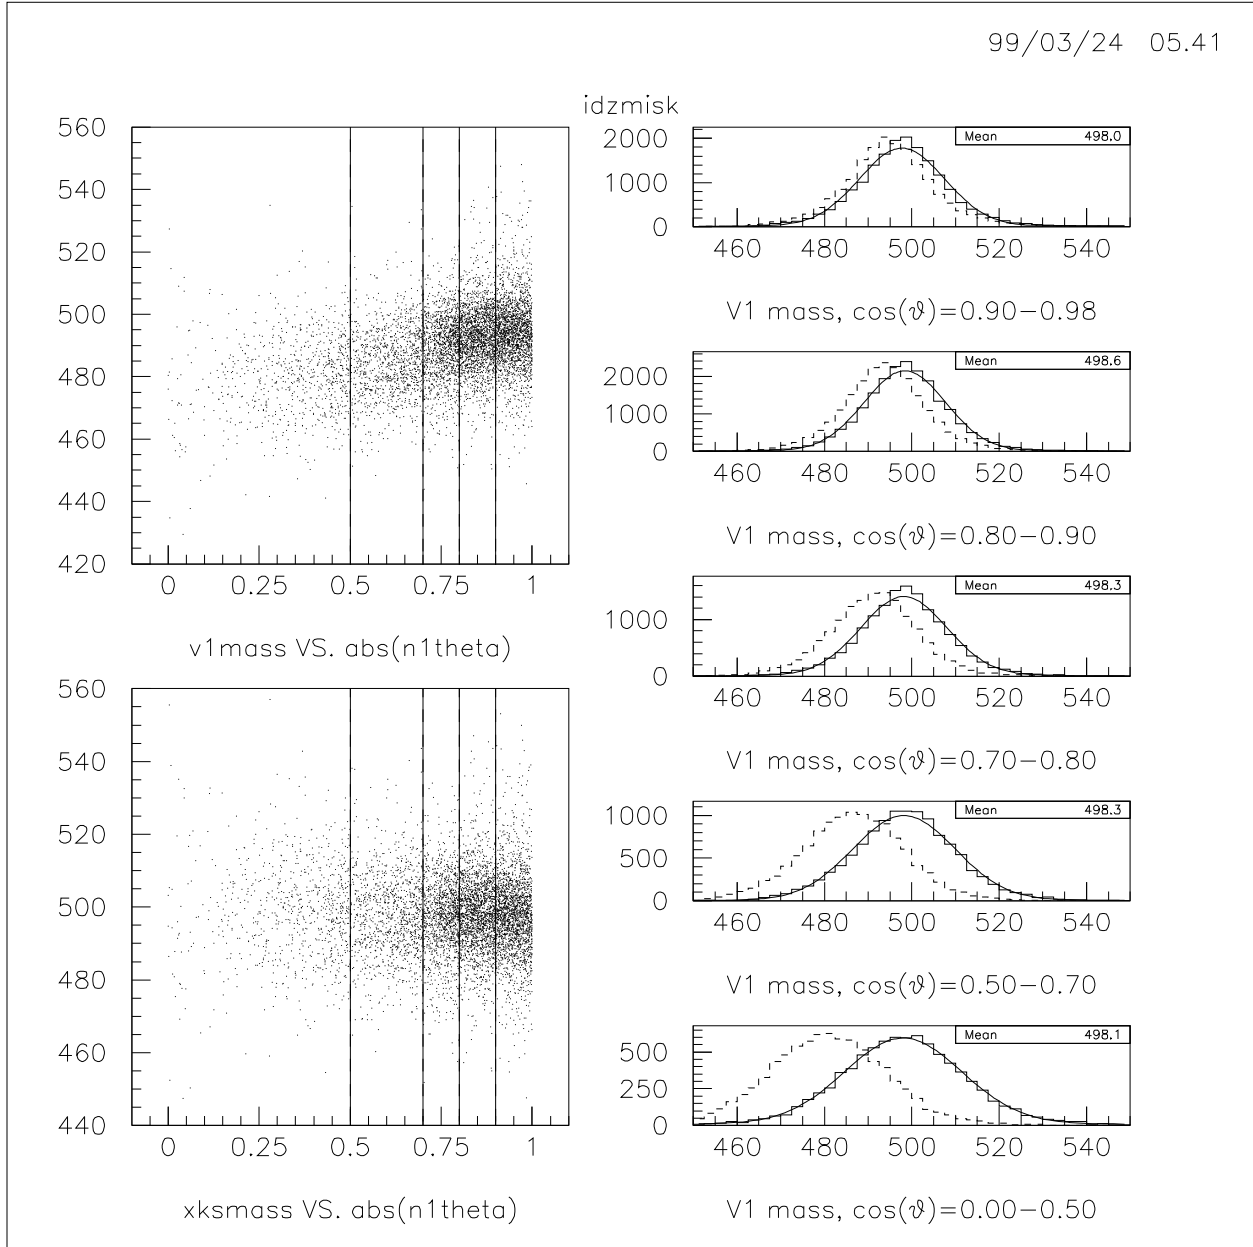 99/03/24 05.41
idzmisk
560
540
520
500
480
460
440
420
0 0.25 0.5 0.75 1
v1mass VS. abs(n1theta)
560
540
520
500
480
460
440
0 0.25 0.5 0.75 1
xksmass VS. abs(n1theta)
Mean 498.0
2000
1000
0
460 480 500 520 540
V1 mass, cos(ϑ)=0.90−0.98
Mean 498.6
2000
1000
0
460 480 500 520 540
V1 mass, cos(ϑ)=0.80−0.90
Mean 498.3
1000
0
460 480 500 520 540
V1 mass, cos(ϑ)=0.70−0.80
Mean 498.3
1000
500
0
460 480 500 520 540
V1 mass, cos(ϑ)=0.50−0.70
Mean 498.1
500
250
0
460 480 500 520 540
V1 mass, cos(ϑ)=0.00−0.50